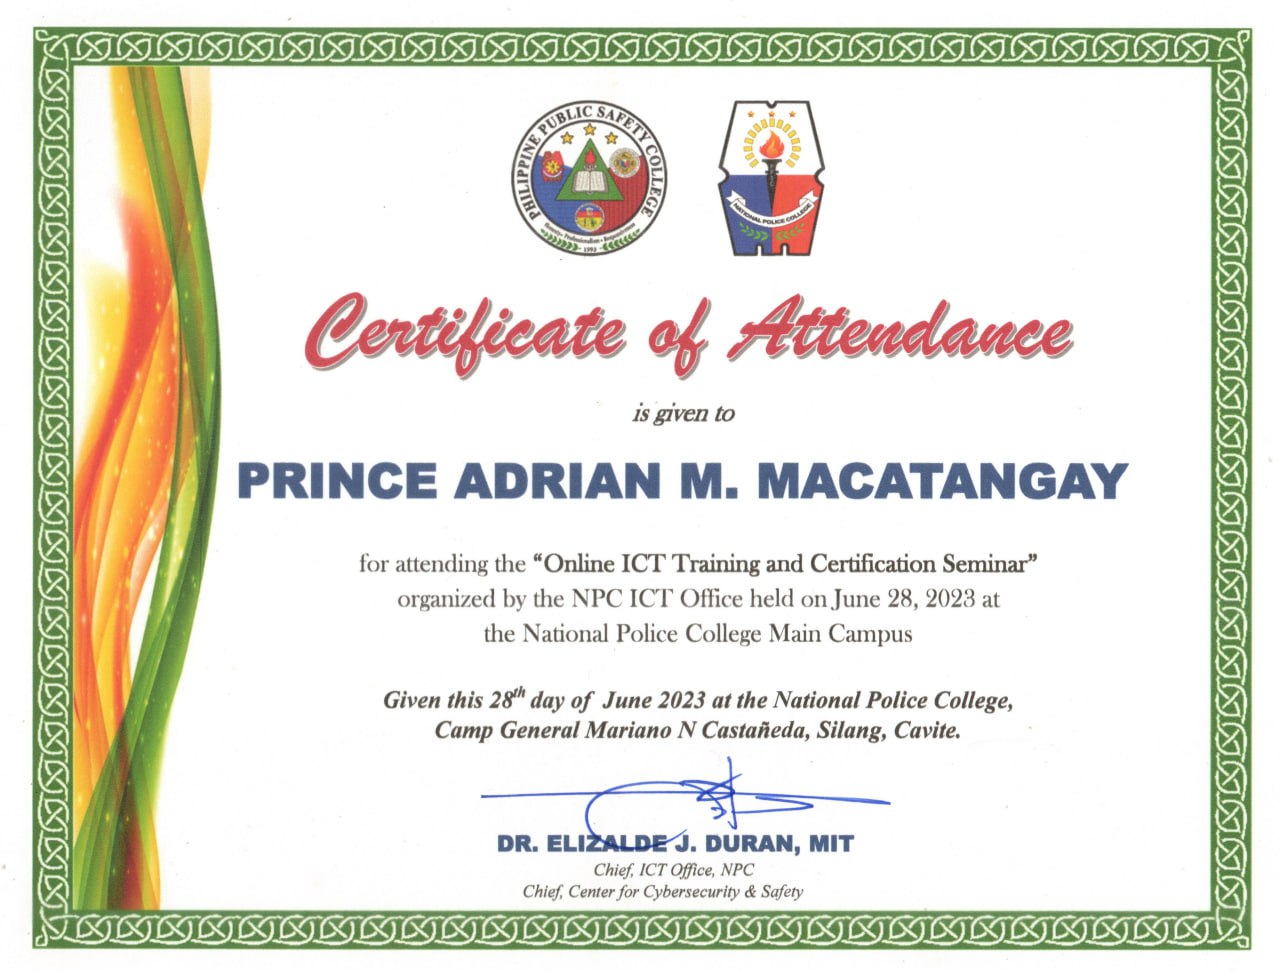 PHILIPPINE PUBLIC SAFETY COLLEGE
1993
NATIONAL POLICE COLLEGE
Certificate of Attendance
is given to
PRINCE ADRIAN M. MACATANGAY
for attending the “Online ICT Training and Certification Seminar”
organized by the NPC ICT Office held on June 28, 2023 at
the National Police College Main Campus
Given this 28th day of June 2023 at the National Police College,
Camp General Mariano N Castañeda, Silang, Cavite.
DR. ELIZALDE J. DURAN, MIT
Chief, ICT Office, NPC
Chief, Center for Cybersecurity & Safety